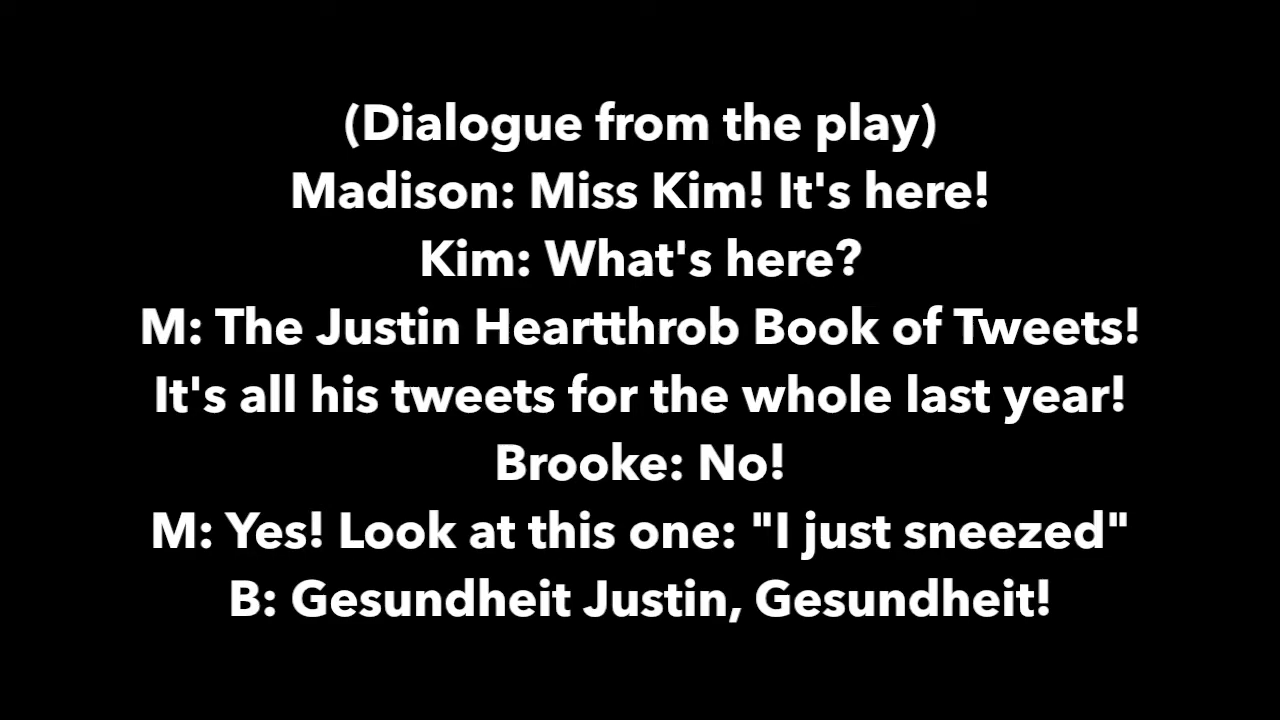 (Dialogue from the play)
Madison: Miss Kim! It's here!
Kim: What's here?
M: The Justin Heartthrob Book of Tweets!
It's all his tweets for the whole last year!
Brooke: No!
M: Yes! Look at this one: "I just sneezed"
B: Gesundheit Justin, Gesundheit!